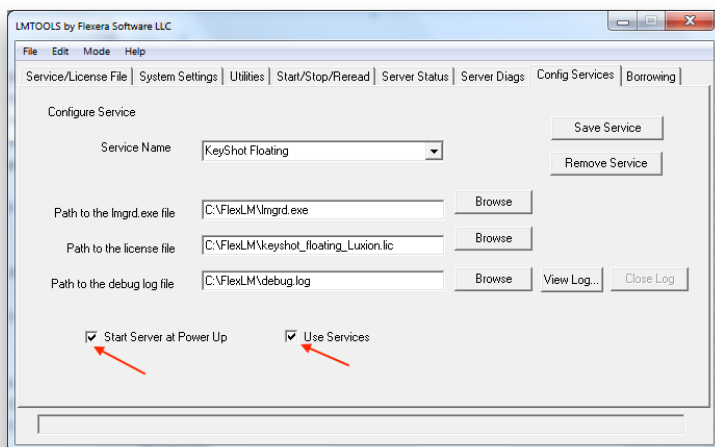 LMTOOLS by Flexera Software LLC
File Edit Mode Help
Service/License File System Settings Utilities Start/Stop/Reread Server Status Server Diags Config Services Borrowing
Configure Service
Save Service
Service Name KeyShot Floating
Remove Service
Browse
Path to the lmgrd.exe file C:\FlexLM\lmgrd.exe
Browse
Path to the license file C:\FlexLM\keyshot_floating_Luxion.lic
Path to the debug log file C:\FlexLM\debug.log Browse View Log... Close Log
Start Server at Power Up Use Services